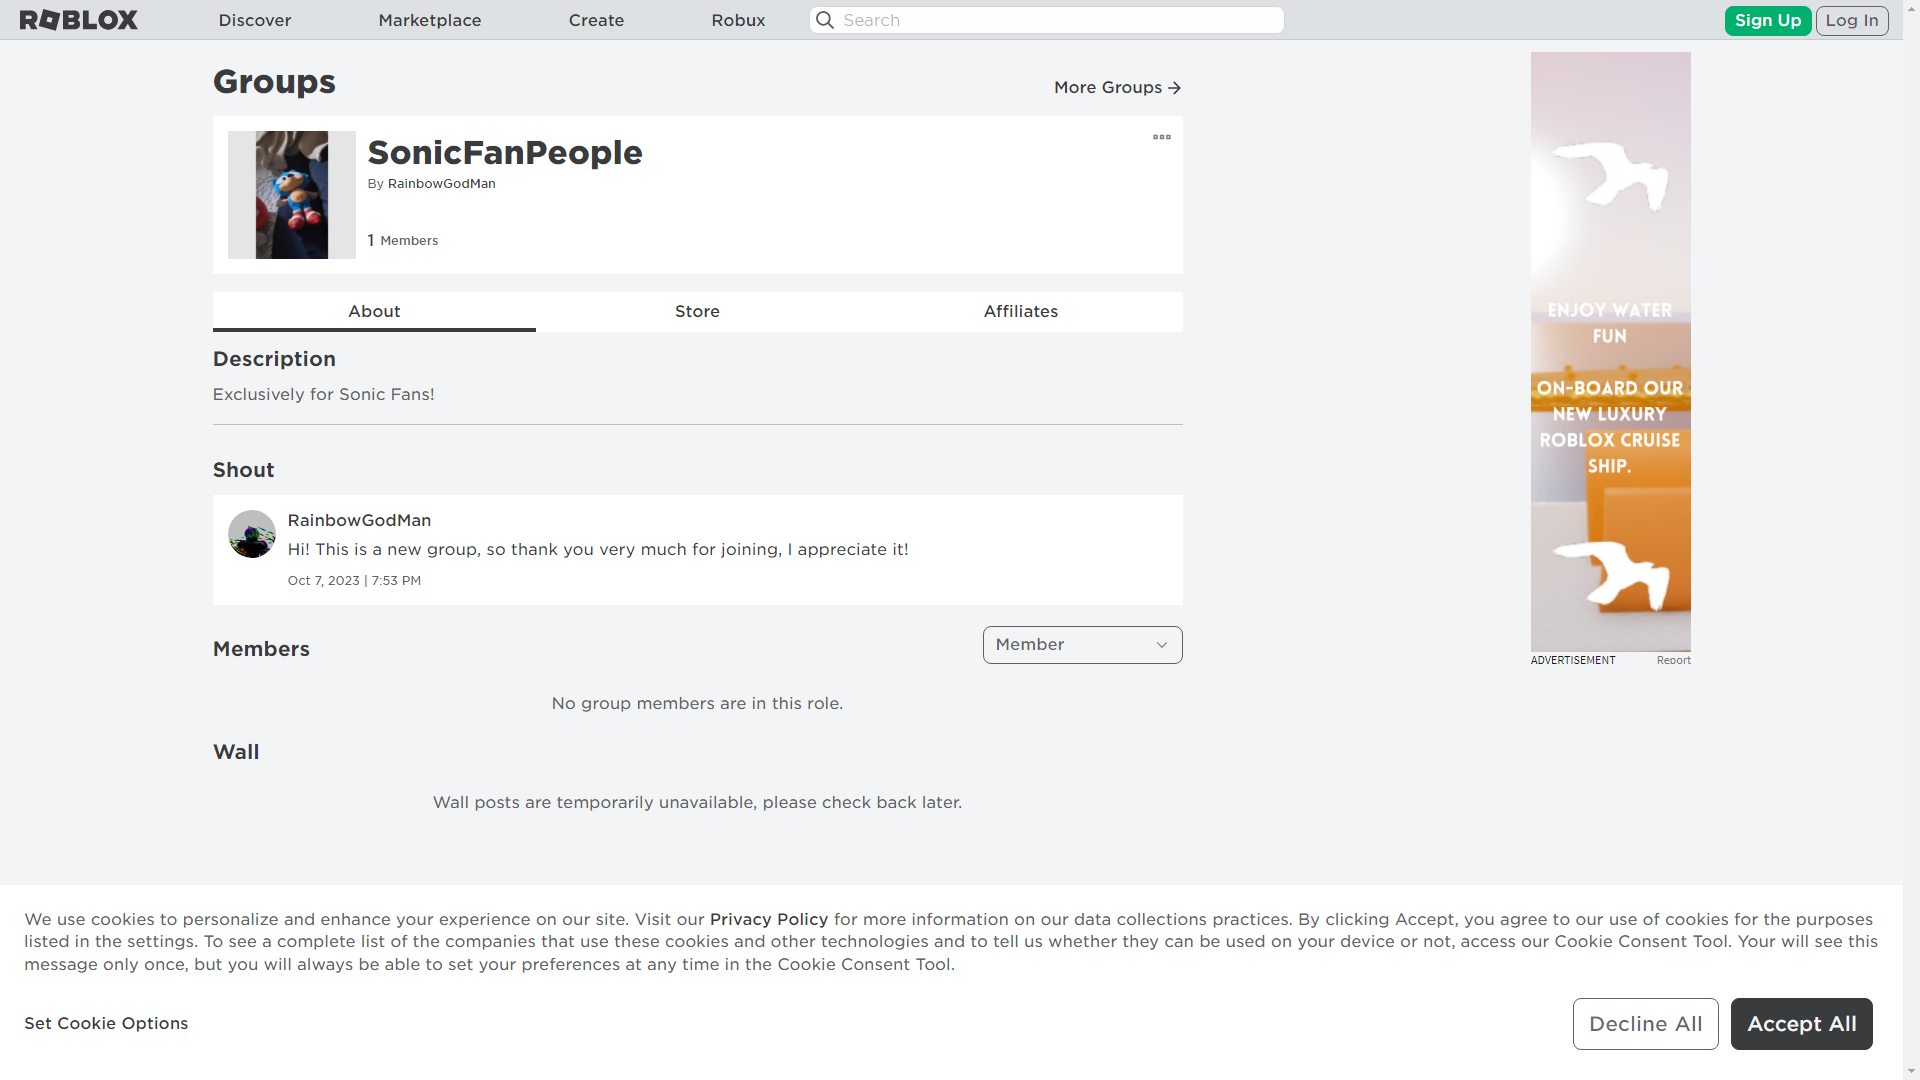 ROBLOX
Discover
Marketplace
Create
Robux
Search
Sign Up
Log In
Groups
More Groups
SonicFanPeople
By RainbowGodMan
1 Members
About
Store
Affiliates
Description
Exclusively for Sonic Fans!
Shout
RainbowGodMan
Hi! This is a new group, so thank you very much for joining, I appreciate it!
Oct 7, 2023 | 7:53 PM
Members
Member
No group members are in this role.
Wall
Wall posts are temporarily unavailable, please check back later.
ENJOY WATER
FUN
ON-BOARD OUR
NEW LUXURY
ROBLOX CRUISE
SHIP.
ADVERTISEMENT
Report
We use cookies to personalize and enhance your experience on our site. Visit our Privacy Policy for more information on our data collections practices. By clicking Accept, you agree to our use of cookies for the purposes
listed in the settings. To see a complete list of the companies that use these cookies and other technologies and to tell us whether they can be used on your device or not, access our Cookie Consent Tool. Your will see this
message only once, but you will always be able to set your preferences at any time in the Cookie Consent Tool.
Set Cookie Options
Decline All
Accept All